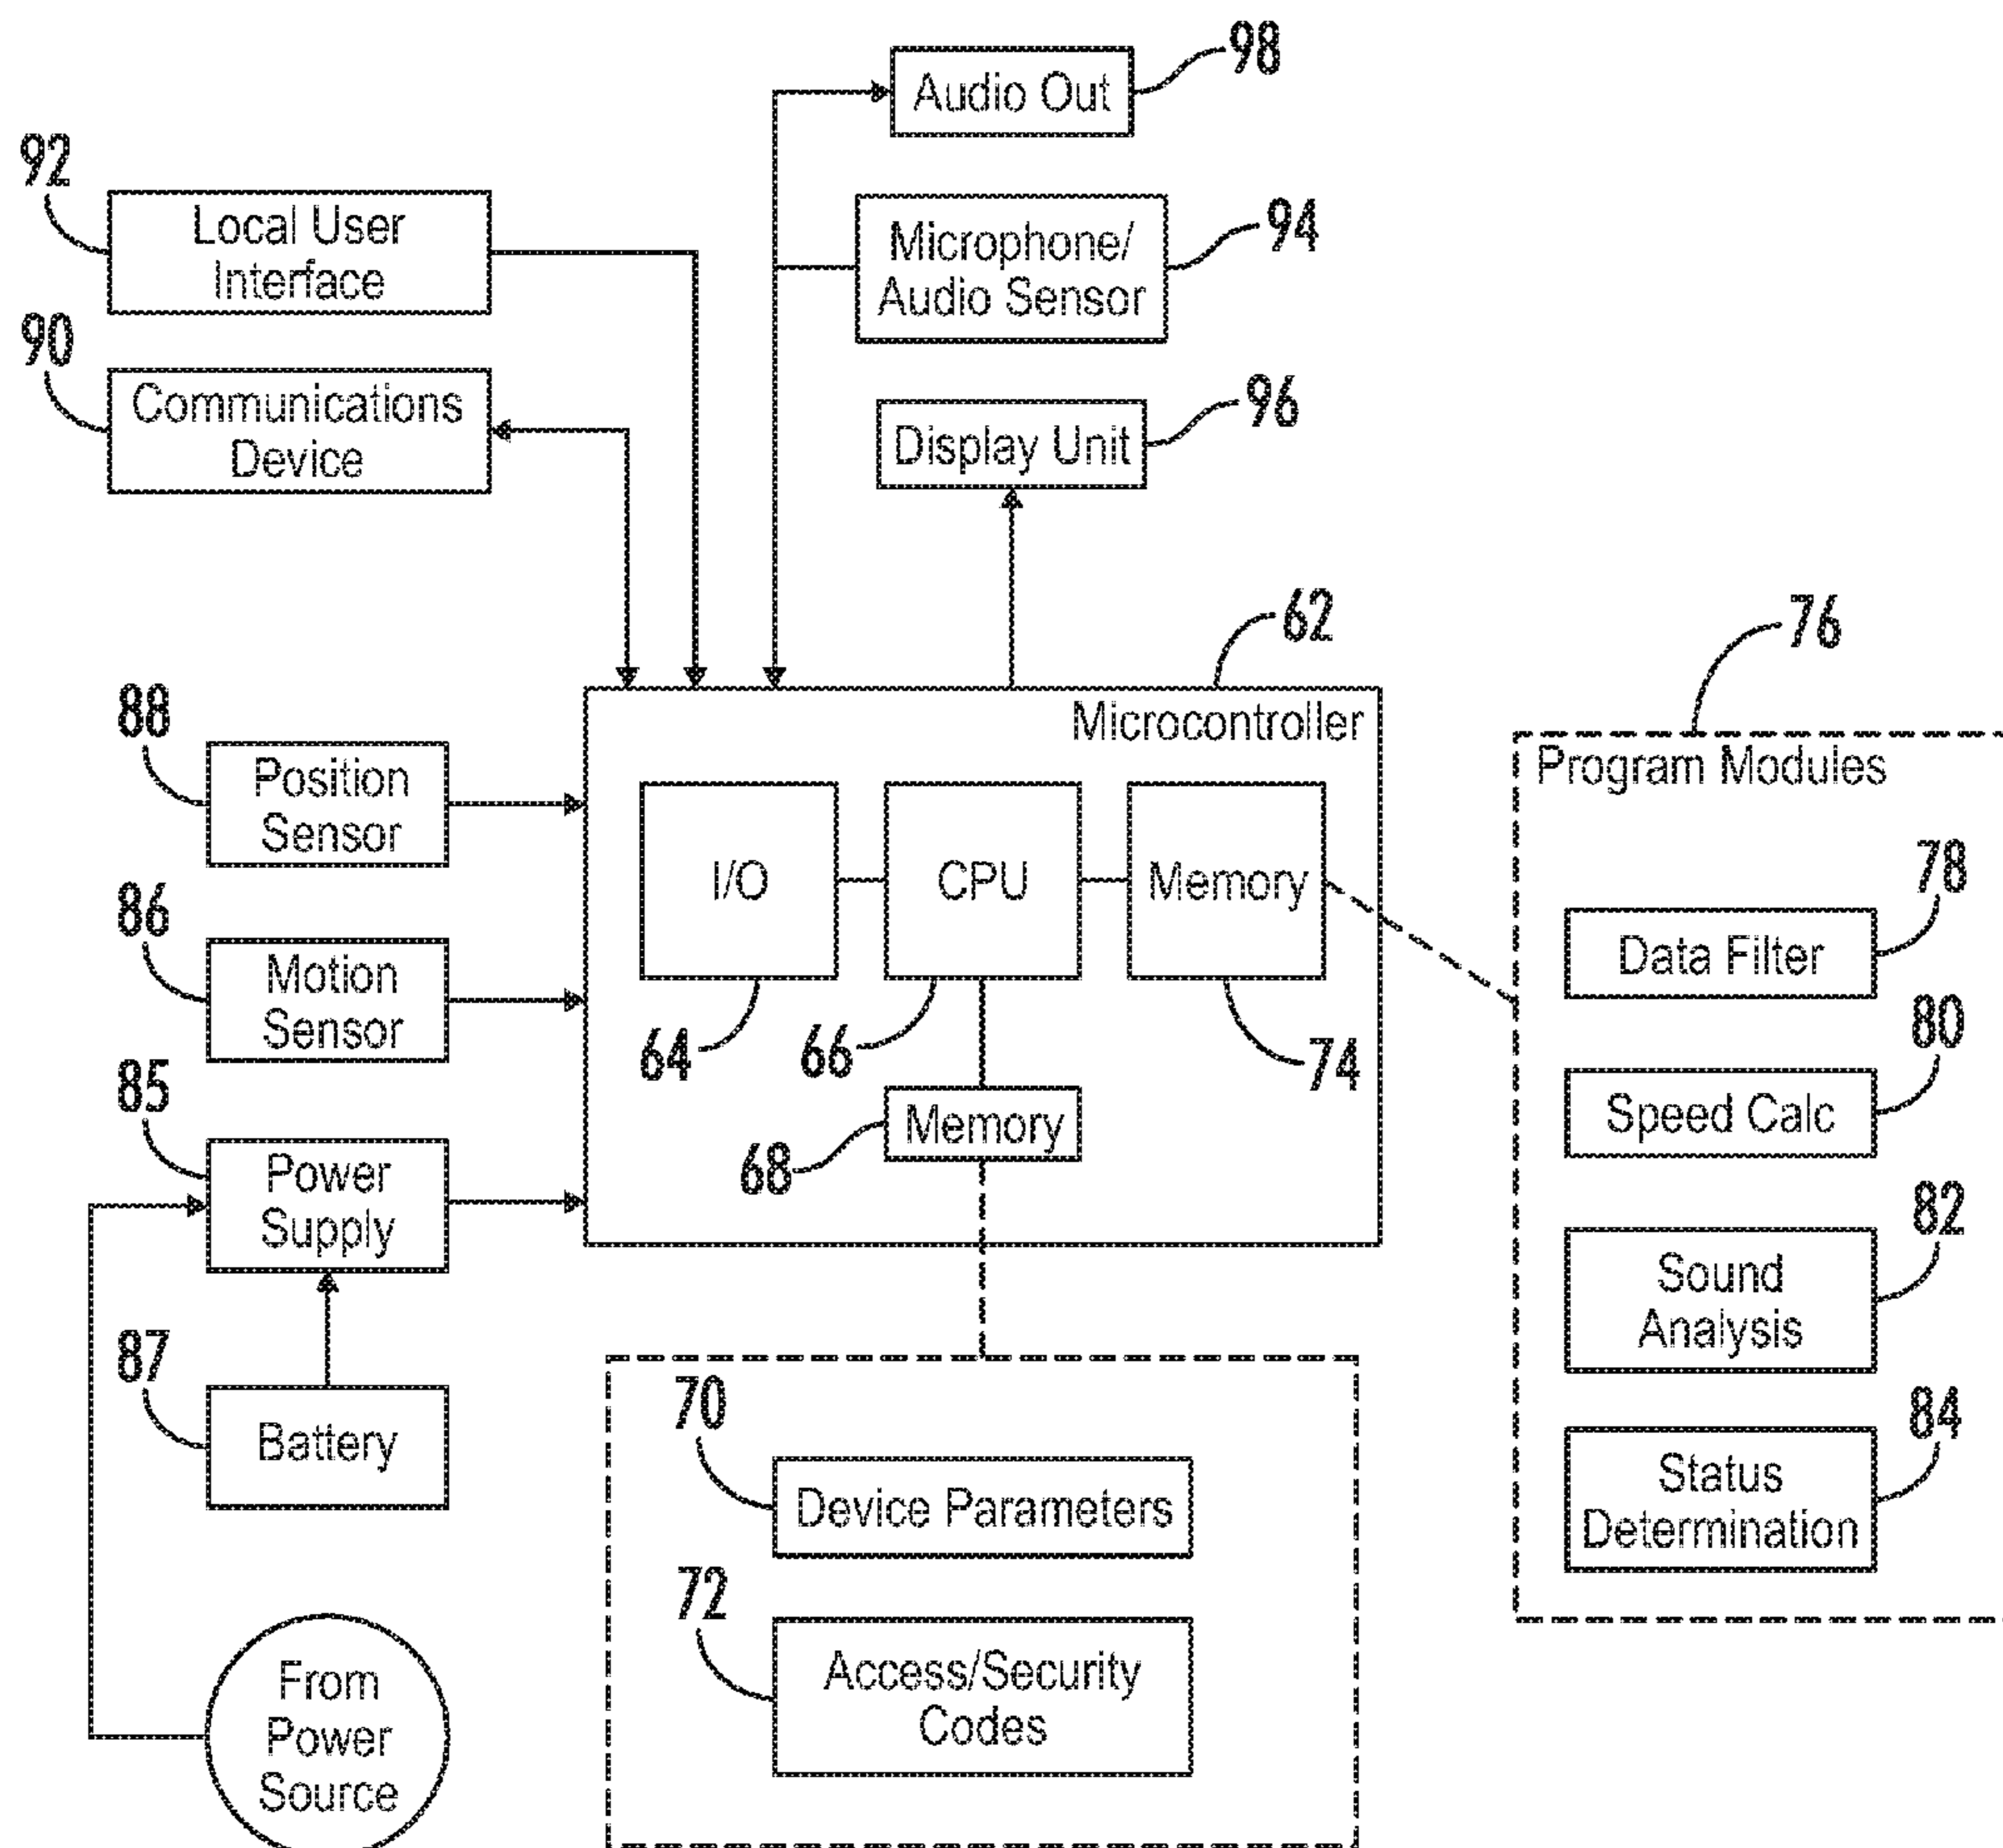 98
Audio Out
92
Local User
Interface
Microphone/
Audio Sensor
94
90
Communications
Device
96
Display Unit
62
76
Microcontroller
88
Position
Sensor
Program Modules
I/O
CPU
Memory
78
Data Filter
86
Motion
Sensor
64
66
74
80
Speed Calc
85
Power
Supply
Memory
68
82
Sound
Analysis
87
Battery
70
Device Parameters
84
Status
Determination
72
Access/Security
Codes
From
Power
Source